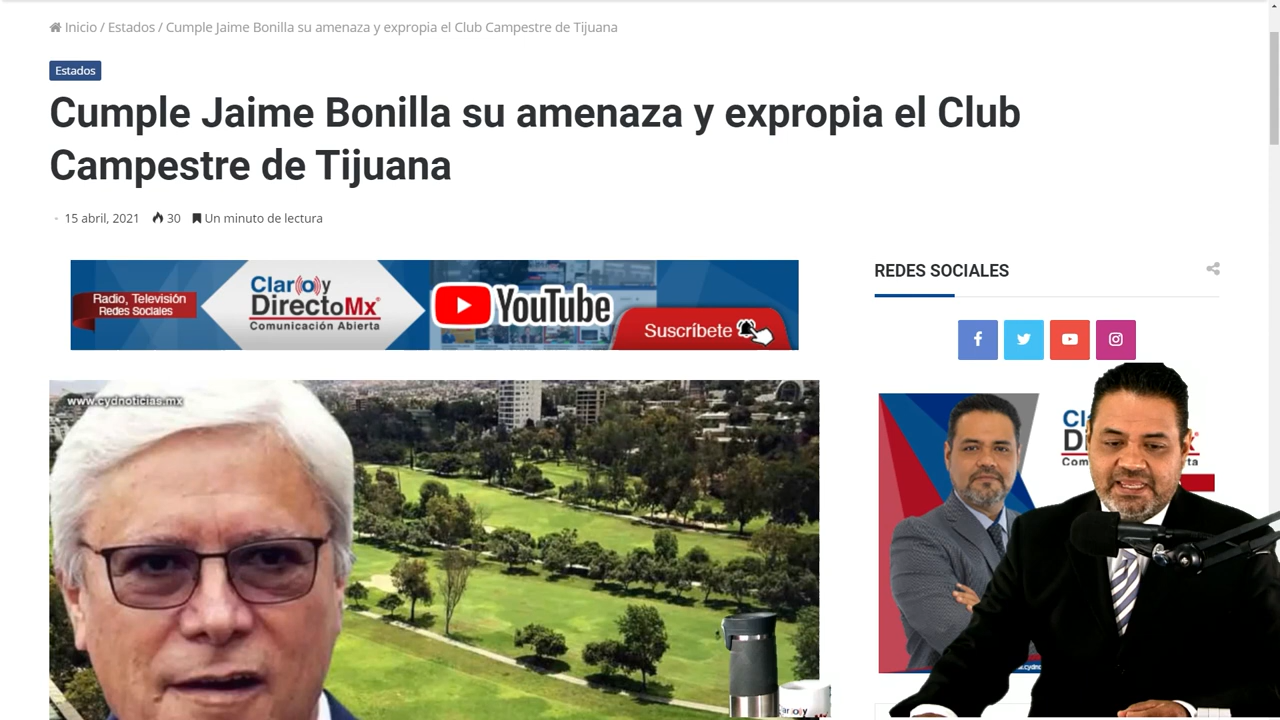 Inicio / Estados / Cumple Jaime Bonilla su amenaza y expropia el Club Campestre de Tijuana
Estados
Cumple Jaime Bonilla su amenaza y expropia el Club
Campestre de Tijuana
15 abril, 2021 30 Un minuto de lectura
Radio, Televisión
Redes Sociales
Claro y
DirectoMx
Comunicación Abierta
YouTube
Suscríbete
REDES SOCIALES
www.cydnoticias.mx